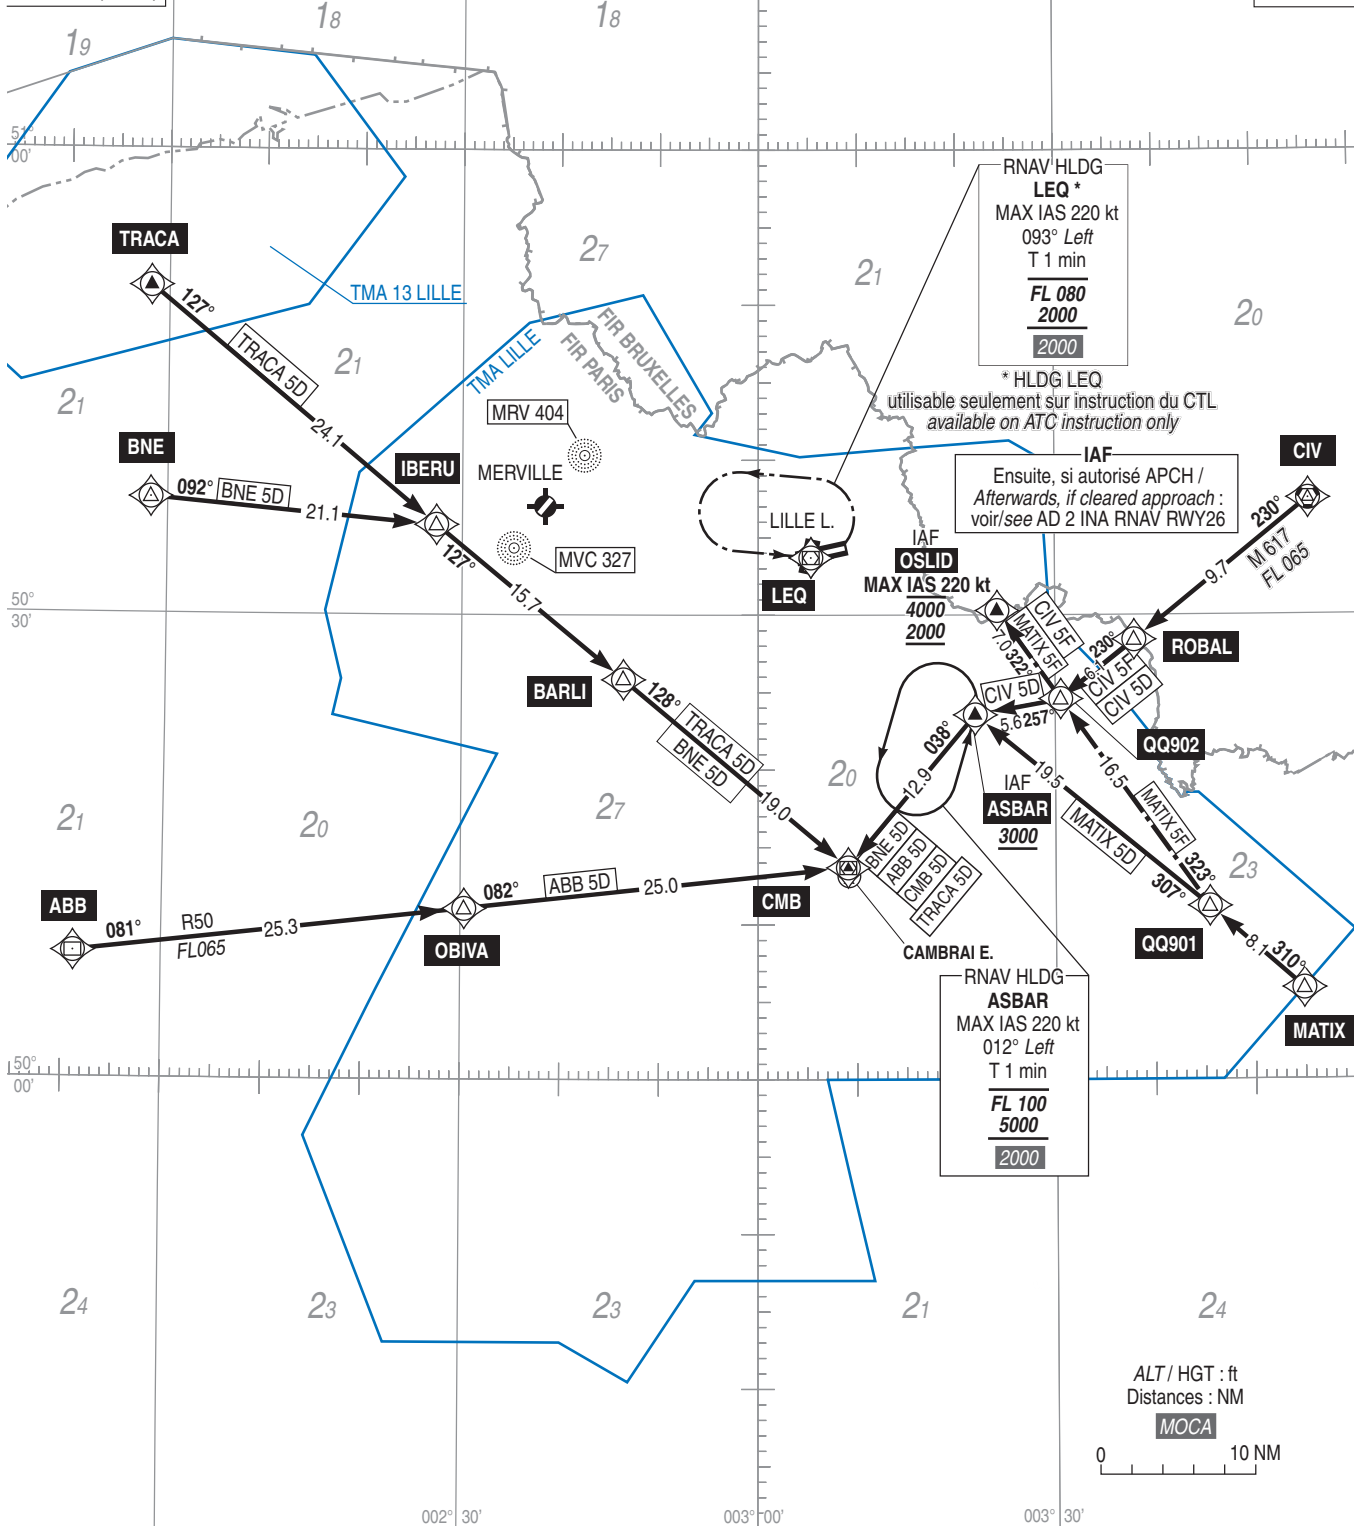 19
18
18
51°
00'
RNAV HLDG
LEQ *
MAX IAS 220 kt
093° Left
T 1 min
FL 080
2000
2000
* HLDG LEQ
utilisable seulement sur instruction du CTL
available on ATC instruction only
TRACA
127°
TMA 13 LILLE
TRACA 5D
24.1
21
21
27
21
20
TMA LILLE
FIR BRUXELLES
FIR PARIS
MRV 404
MERVILLE
MVC 327
BNE
092°
BNE 5D
21.1
IBERU
127°
15.7
LILLE L.
LEQ
IAF
Ensuite, si autorisé APCH /
Afterwards, if cleared approach :
voir/see AD 2 INA RNAV RWY26
CIV
230°
M 617
FL 065
9.7
IAF
OSLID
MAX IAS 220 kt
4000
2000
50°
30'
ROBAL
230°
6.1
CIV 5F
CIV 5D
CIV 5F
MATIX 5F
7.0
322°
CIV 5D
5.6
257°
QQ902
BARLI
128°
TRACA 5D
BNE 5D
19.0
038°
12.9
20
IAF
ASBAR
3000
19.5
MATIX 5D
307°
16.5
MATIX 5F
323°
23
21
20
27
ABB
081°
R50
FL065
25.3
OBIVA
082°
ABB 5D
25.0
CMB
BNE 5D
ABB 5D
CMB 5D
TRACA 5D
CAMBRAI E.
QQ901
8.1
310°
MATIX
RNAV HLDG
ASBAR
MAX IAS 220 kt
012° Left
T 1 min
FL 100
5000
2000
50°
00'
24
23
23
21
24
ALT / HGT : ft
Distances : NM
MOCA
0
10 NM
002° 30'
003° 00'
003° 30'